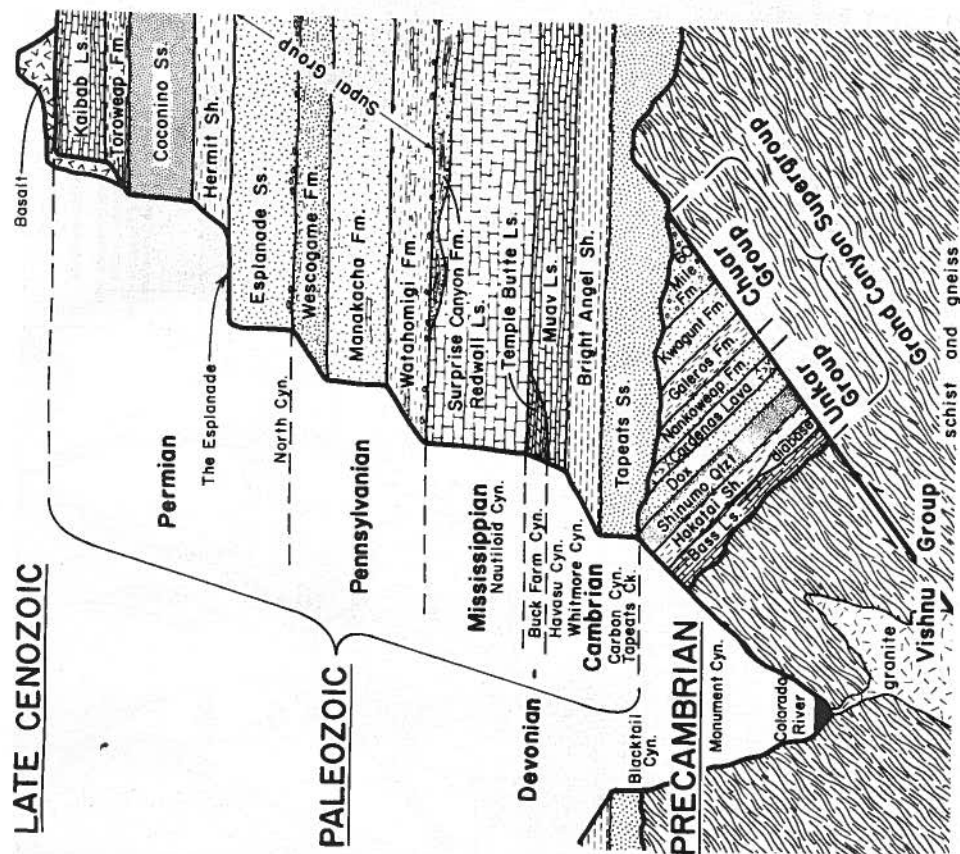 LATE CENOZOIC
PALEOZOIC
PRECAMBRIAN
Permian
The Esplanade
North Cyn.
Pennsylvanian
Mississippian
Nautiloid Cyn.
Devonian -
Buck Farm Cyn.
Havasu Cyn.
Whitmore Cyn.
Cambrian
Carbon Cyn.
Tapeats Ck.
Blacktail
Cyn.
Monument Cyn.
Colorado
River
Basalt
Kaibab Ls.
Toroweap Fm.
Coconino Ss.
Hermit Sh.
Esplanade Ss.
Wescogame Fm.
Manakacha Fm.
Watahamigi Fm.
Supai Group
Surprise Canyon Fm.
Redwall Ls.
Temple Butte Ls.
Muav Ls.
Bright Angel Sh.
Tapeats Ss.
60
Mile
Fm.
Kwagunt Fm.
Galeros Fm.
Nankoweap Fm.
Cardenas Lava
Dox
Shinumo Qtzt.
Hakatai Sh.
Bass Ls.
diabase
Chuar
Group
Unkar
Group
Grand Canyon Supergroup
granite
Vishnu Group
schist and gneiss